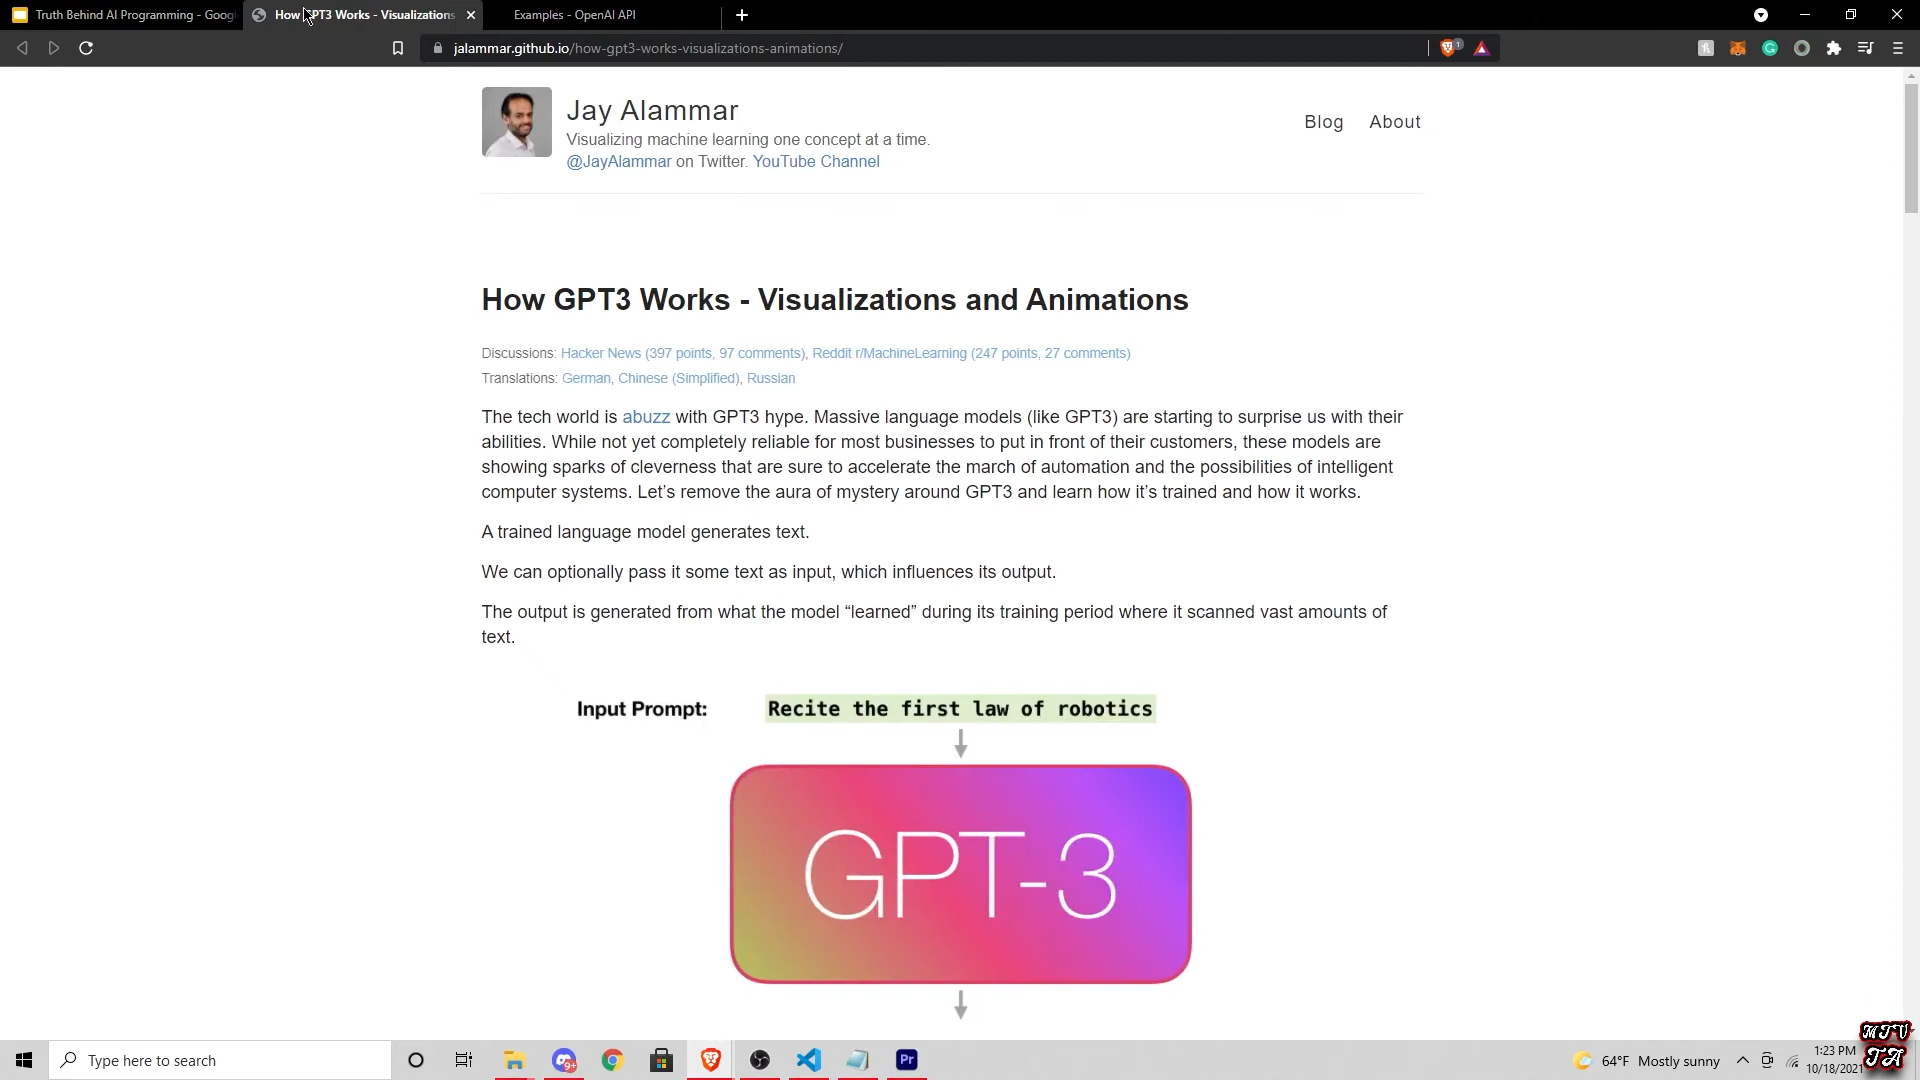 Truth Behind AI Programming - Googl
How GPT3 Works - Visualizations
Examples - OpenAI API
jalammar.github.io/how-gpt3-works-visualizations-animations/
1
Jay Alammar
Visualizing machine learning one concept at a time.
@JayAlammar on Twitter. YouTube Channel
Blog About
How GPT3 Works - Visualizations and Animations
Discussions: Hacker News (397 points, 97 comments), Reddit r/MachineLearning (247 points, 27 comments)
Translations: German, Chinese (Simplified), Russian
The tech world is abuzz with GPT3 hype. Massive language models (like GPT3) are starting to surprise us with their
abilities. While not yet completely reliable for most businesses to put in front of their customers, these models are
showing sparks of cleverness that are sure to accelerate the march of automation and the possibilities of intelligent
computer systems. Let’s remove the aura of mystery around GPT3 and learn how it’s trained and how it works.
A trained language model generates text.
We can optionally pass it some text as input, which influences its output.
The output is generated from what the model “learned” during its training period where it scanned vast amounts of
text.
Input Prompt: Recite the first law of robotics
GPT-3
Type here to search
9+
Pr
64°F Mostly sunny
1:23 PM
10/18/2021
MTV
TA